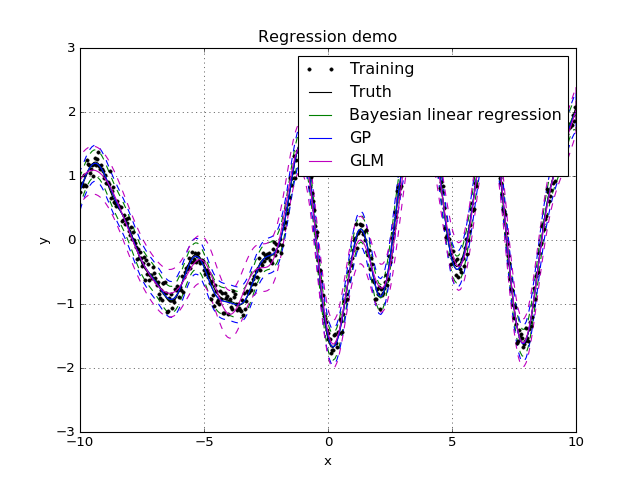 Regression demo
3
2
1
0
−1
−2
−3
y
Training
Truth
Bayesian linear regression
GP
GLM
−10
−5
0
5
10
x